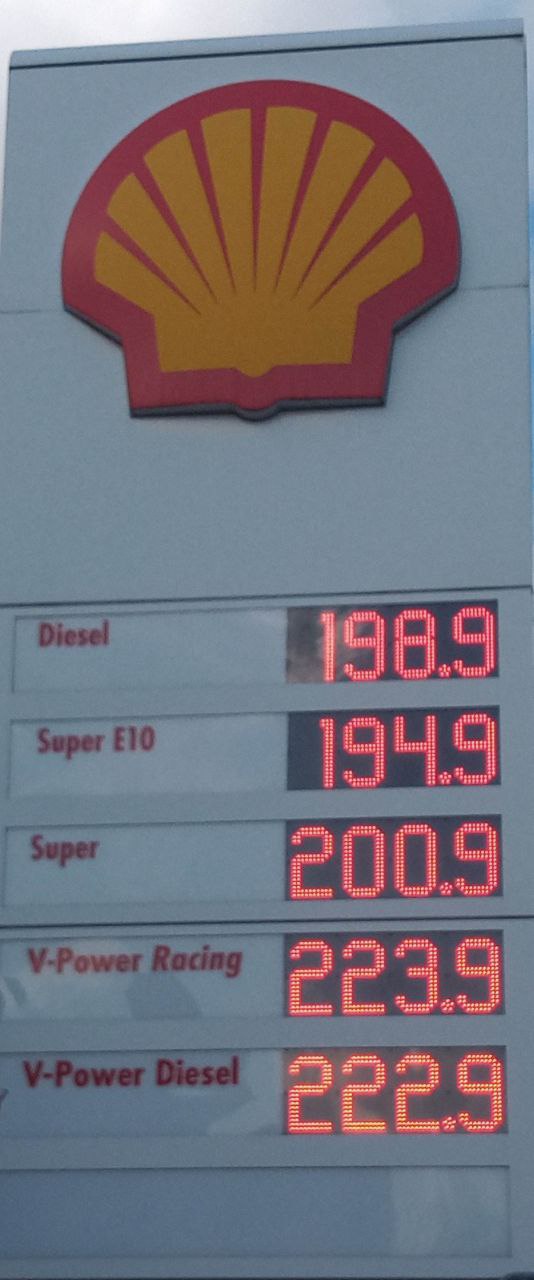 Diesel 198.9
Super E10 194.9
Super 200.9
V-Power Racing 223.9
V-Power Diesel 222.9